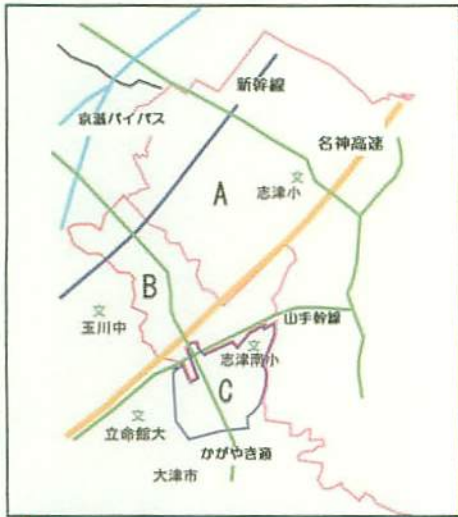 新幹線
京滋バイパス
名神高速
A
文
志津小
B
文
玉川中
山手幹線
文
志津南小
C
文
立命館大
かがやき通
大津市